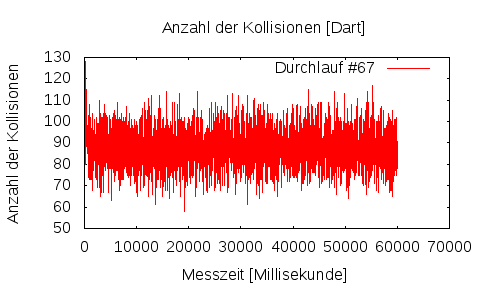 Anzahl der Kollisionen [Dart]
Durchlauf #67
Anzahl der Kollisionen
130
120
110
100
90
80
70
60
50
0 10000 20000 30000 40000 50000 60000 70000
Messzeit [Millisekunde]